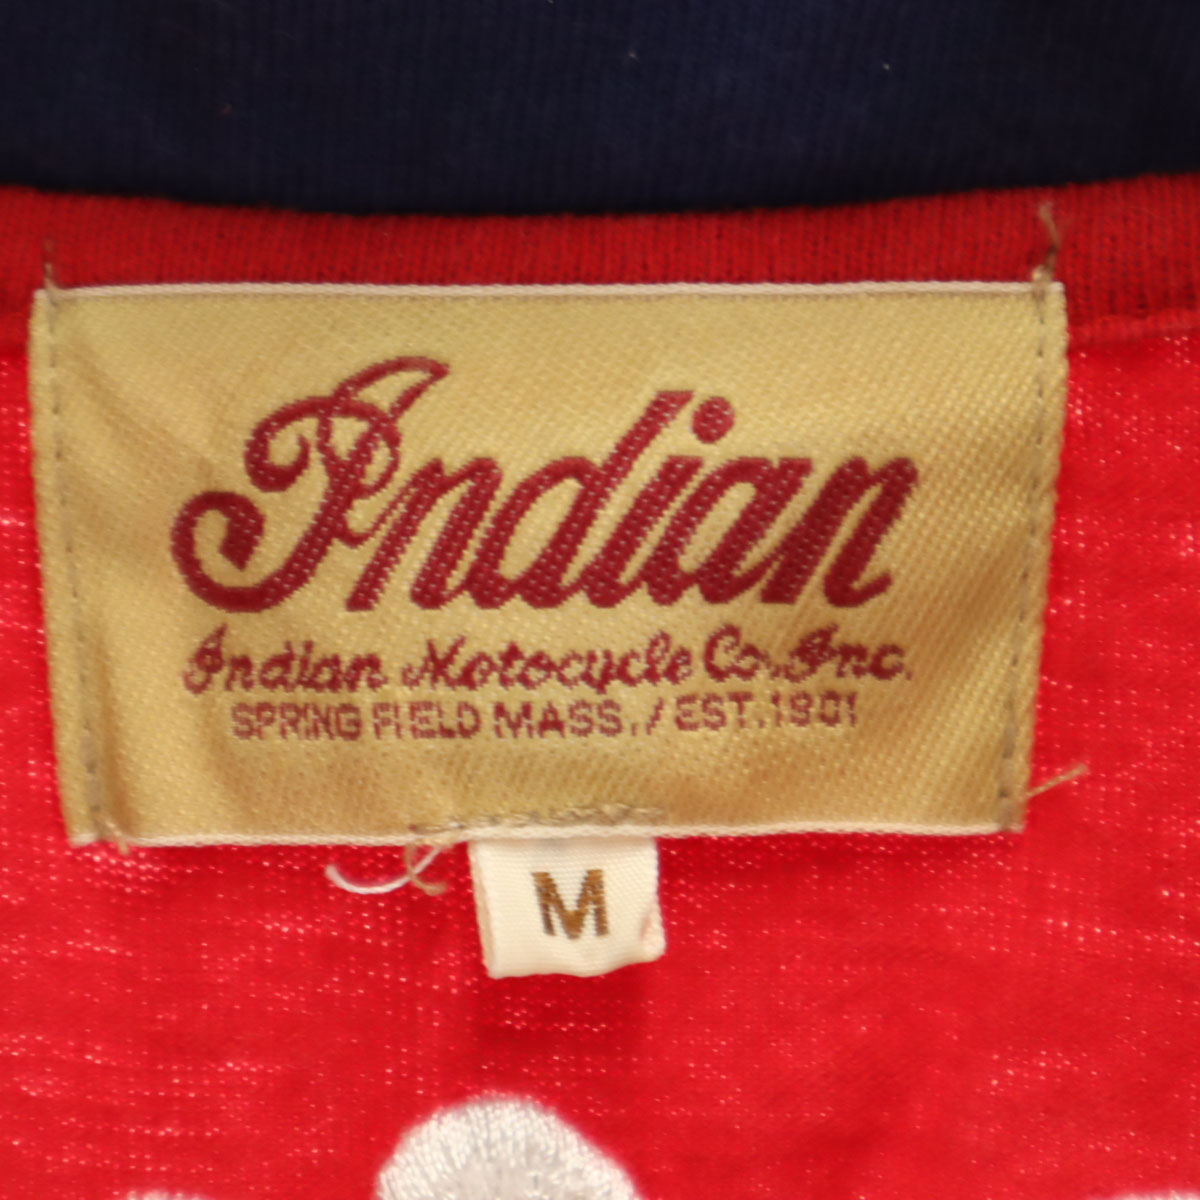 Indian
Indian Motocycle Co., Inc.
SPRING FIELD MASS, / EST. 1901
M